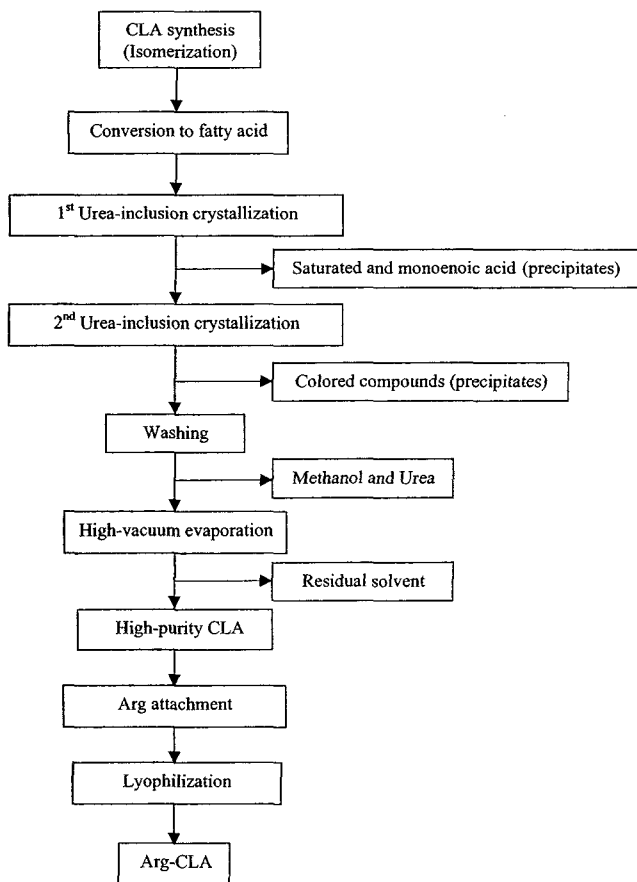 CLA synthesis
(Isomerization)
Conversion to fatty acid
1st Urea-inclusion crystallization
Saturated and monoenoic acid (precipitates)
2nd Urea-inclusion crystallization
Colored compounds (precipitates)
Washing
Methanol and Urea
High-vacuum evaporation
Residual solvent
High-purity CLA
Arg attachment
Lyophilization
Arg-CLA